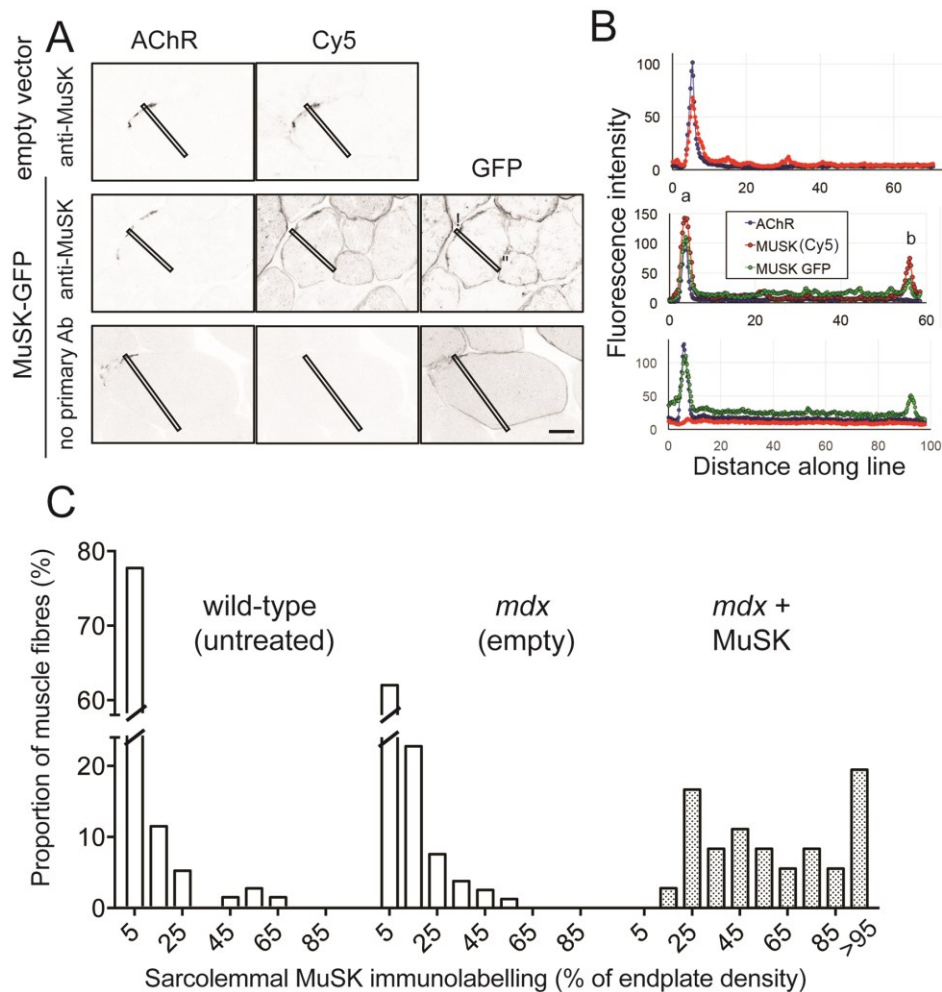 A
AChR
Cy5
GFP
empty vector
anti-MuSK
MuSK-GFP
anti-MuSK
! "
no primary Ab
B
Fluorescence intensity
100
50
0
0 20 40 60
a
150
100
50
0
AChR
MUSK (Cy5)
MUSK GFP
b
0 20 40 60
100
50
0
0 20 40 60 80 100
Distance along line
C
Proportion of muscle fibres (%)
80
70
60
20
10
0
wild-type
(untreated)
mdx
(empty)
mdx +
MuSK
5 25 45 65 85 5 25 45 65 85 5 25 45 65 85 >95
Sarcolemmal MuSK immunolabelling (% of endplate density)